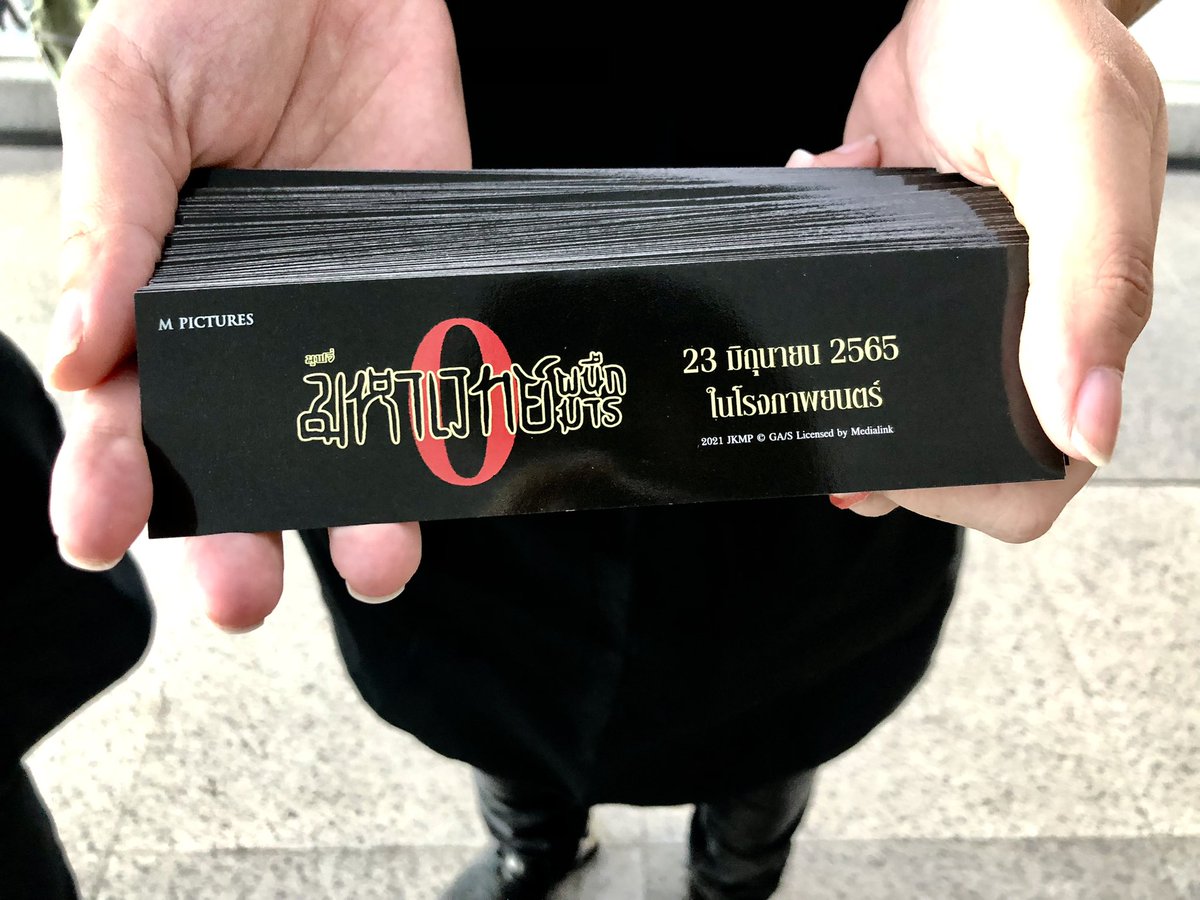 M PICTURES
มูฟวี่
0
มหาเวทย์ผนึกมาร
23 มิถุนายน 2565
ในโรงภาพยนตร์
2021 JKMP © GA/S Licensed by Medialink